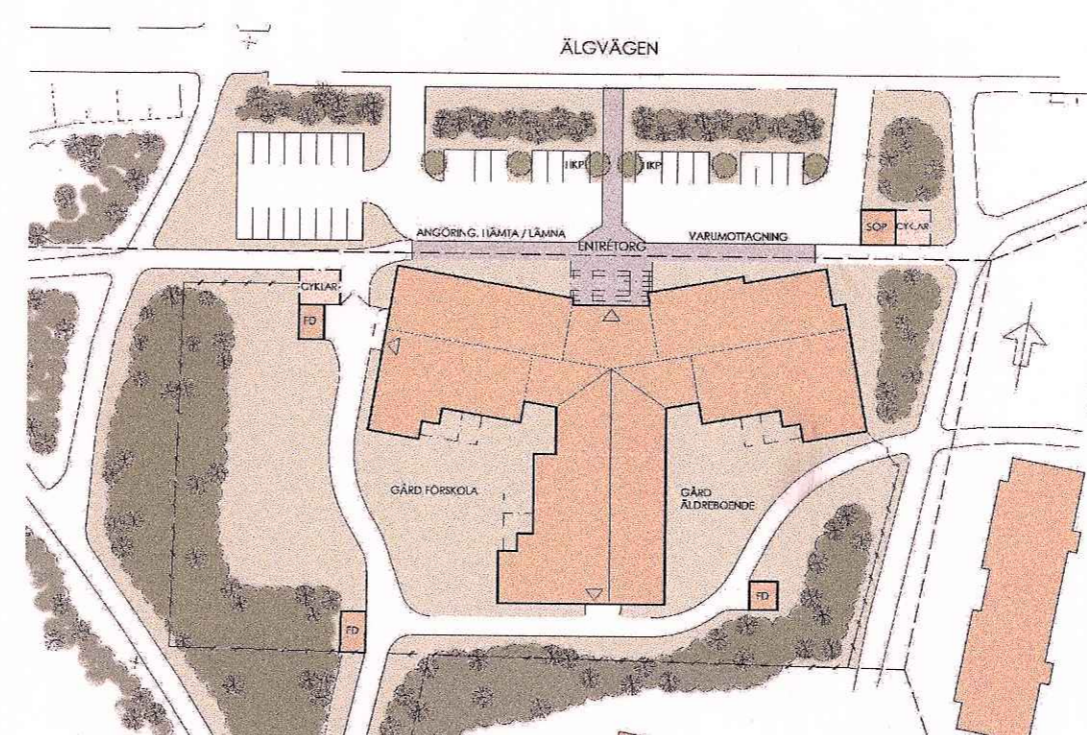 ÄLGVÄGEN
HKP
HKP
ANGÖRING. HÄMTA / LÄMNA
VARUMOTTAGNING
ENTRÉTORG
SOP
CYKLAR
CYKLAR
FD
GÅRD FÖRSKOLA
GÅRD
ÄLDREBOENDE
FD
FD